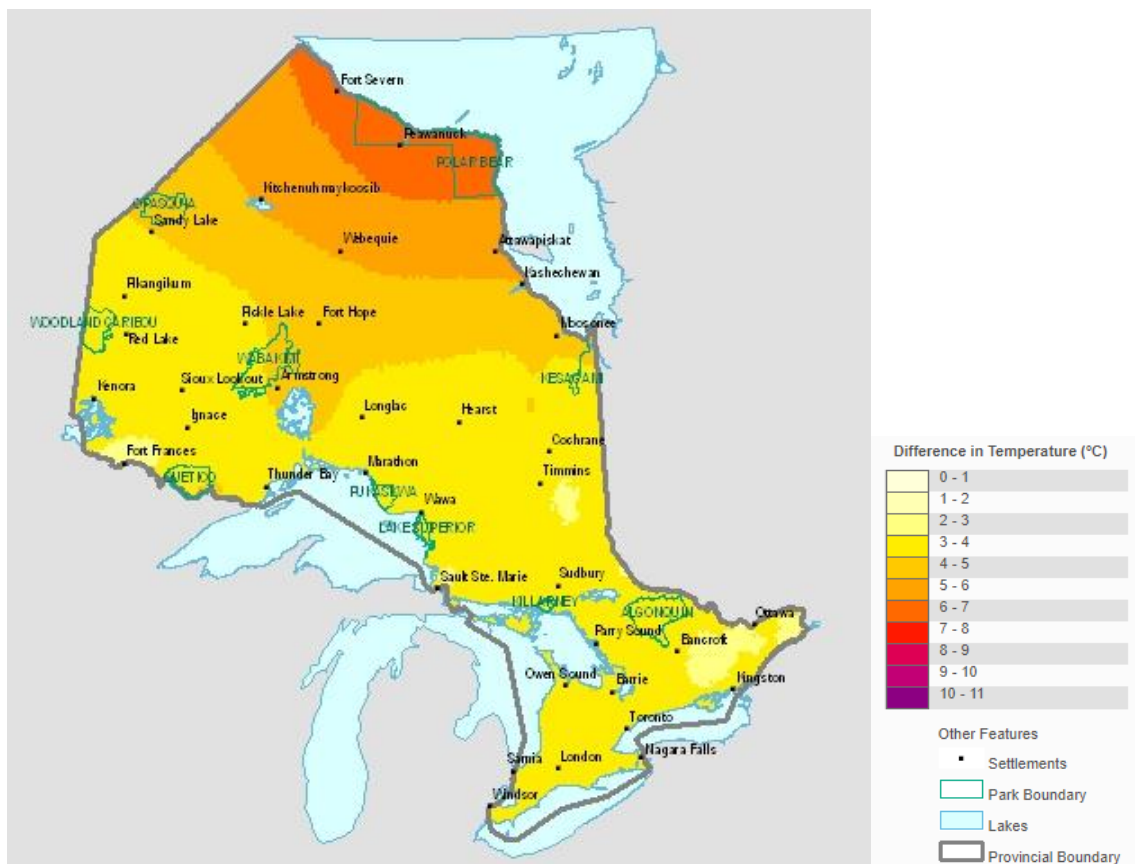 Fort Severn
Peawanuck
POLAR BEAR
Kitchenuhmaykoosib
OPASQUIA
Sandy Lake
Webequie
Attawapiskat
Kashechewan
Pikangikum
Pickle Lake
Fort Hope
WOODLAND CARIBOU
Moosonee
Red Lake
WABAKIMI
Sioux Lookout
Armstrong
KESAGAMI
Kenora
Longlac
Hearst
Ignace
Cochrane
Fort Frances
Marathon
Timmins
QUETICO
Thunder Bay
PUKASKWA
Wawa
LAKE SUPERIOR
Sault Ste. Marie
Sudbury
KILLARNEY
ALGONQUIN
Ottawa
Parry Sound
Bancroft
Owen Sound
Barrie
Kingston
Toronto
Niagara Falls
Sarnia
London
Windsor
Difference in Temperature (ºC)
0 - 1
1 - 2
2 - 3
3 - 4
4 - 5
5 - 6
6 - 7
7 - 8
8 - 9
9 - 10
10 - 11
Other Features
Settlements
Park Boundary
Lakes
Provincial Boundary